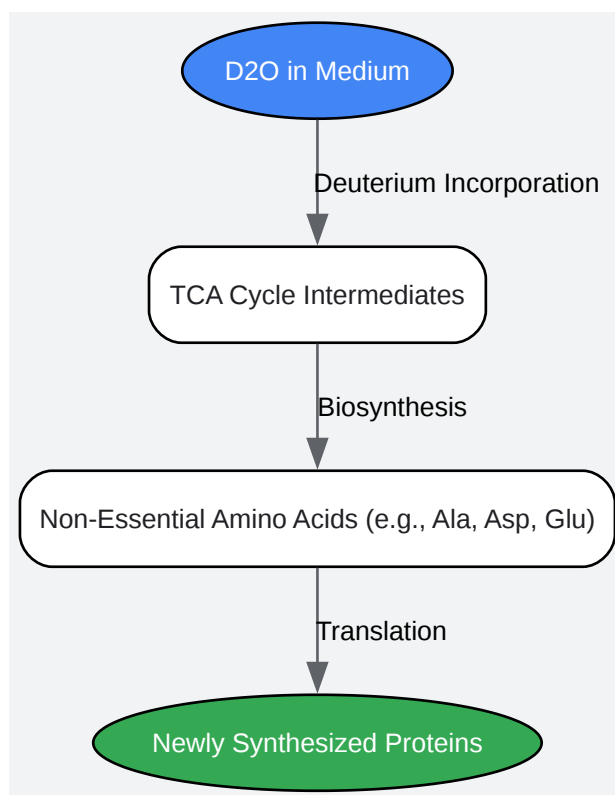 D2O in Medium
Deuterium Incorporation
TCA Cycle Intermediates
Biosynthesis
Non-Essential Amino Acids (e.g., Ala, Asp, Glu)
Translation
Newly Synthesized Proteins